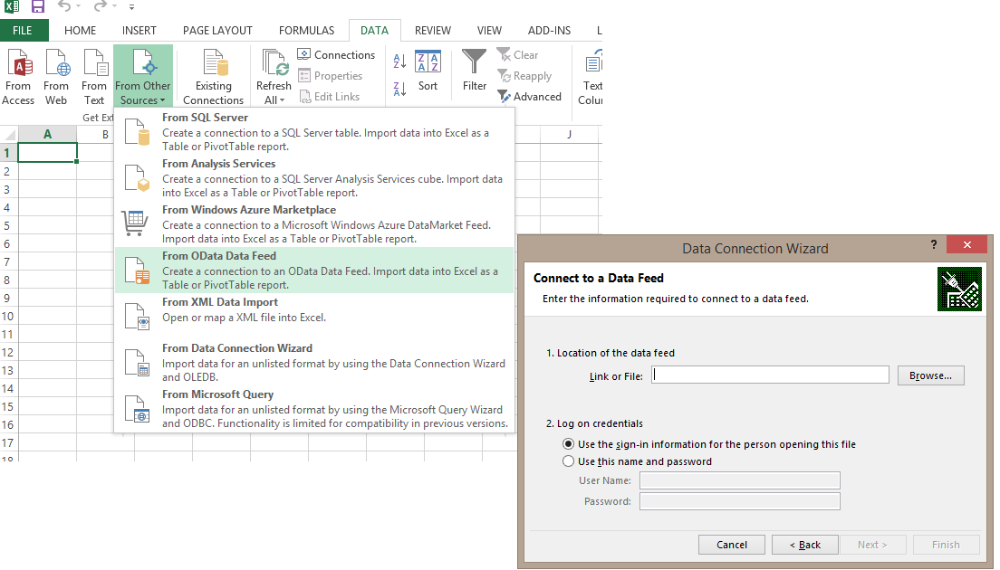 FILE HOME INSERT PAGE LAYOUT FORMULAS DATA REVIEW VIEW ADD-INS L
From Access
From Web
From Text
From Other Sources
Existing Connections
Refresh All
Connections
Properties
Edit Links
Sort
Filter
Clear
Reapply
Advanced
Text
Colu
Get Ext
A B J
1
2
3
4
5
6
7
8
9
10
11
12
13
14
15
16
17
18
From SQL Server
Create a connection to a SQL Server table. Import data into Excel as a
Table or PivotTable report.
From Analysis Services
Create a connection to a SQL Server Analysis Services cube. Import data
into Excel as a Table or PivotTable report.
From Windows Azure Marketplace
Create a connection to a Microsoft Windows Azure DataMarket Feed.
Import data into Excel as a Table or PivotTable report.
From OData Data Feed
Create a connection to an OData Data Feed. Import data into Excel as a
Table or PivotTable report.
From XML Data Import
Open or map a XML file into Excel.
From Data Connection Wizard
Import data for an unlisted format by using the Data Connection Wizard
and OLEDB.
From Microsoft Query
Import data for an unlisted format by using the Microsoft Query Wizard
and ODBC. Functionality is limited for compatibility in previous versions.
Data Connection Wizard
?
Connect to a Data Feed
Enter the information required to connect to a data feed.
1. Location of the data feed
Link or File:
Browse...
2. Log on credentials
Use the sign-in information for the person opening this file
Use this name and password
User Name:
Password:
Cancel
< Back
Next >
Finish